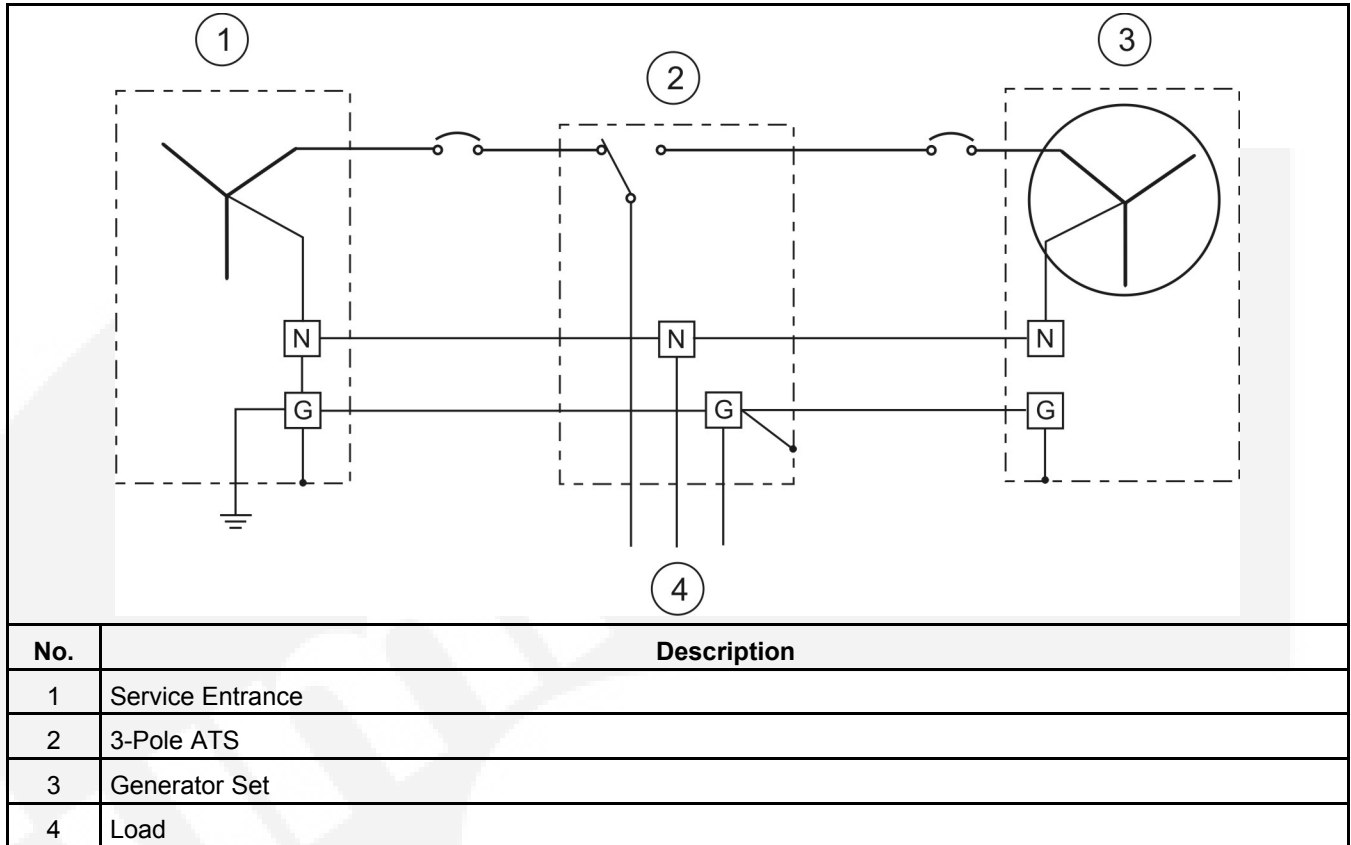 1
2
3
N N N
G G G
4
No. Description
1 Service Entrance
2 3-Pole ATS
3 Generator Set
4 Load